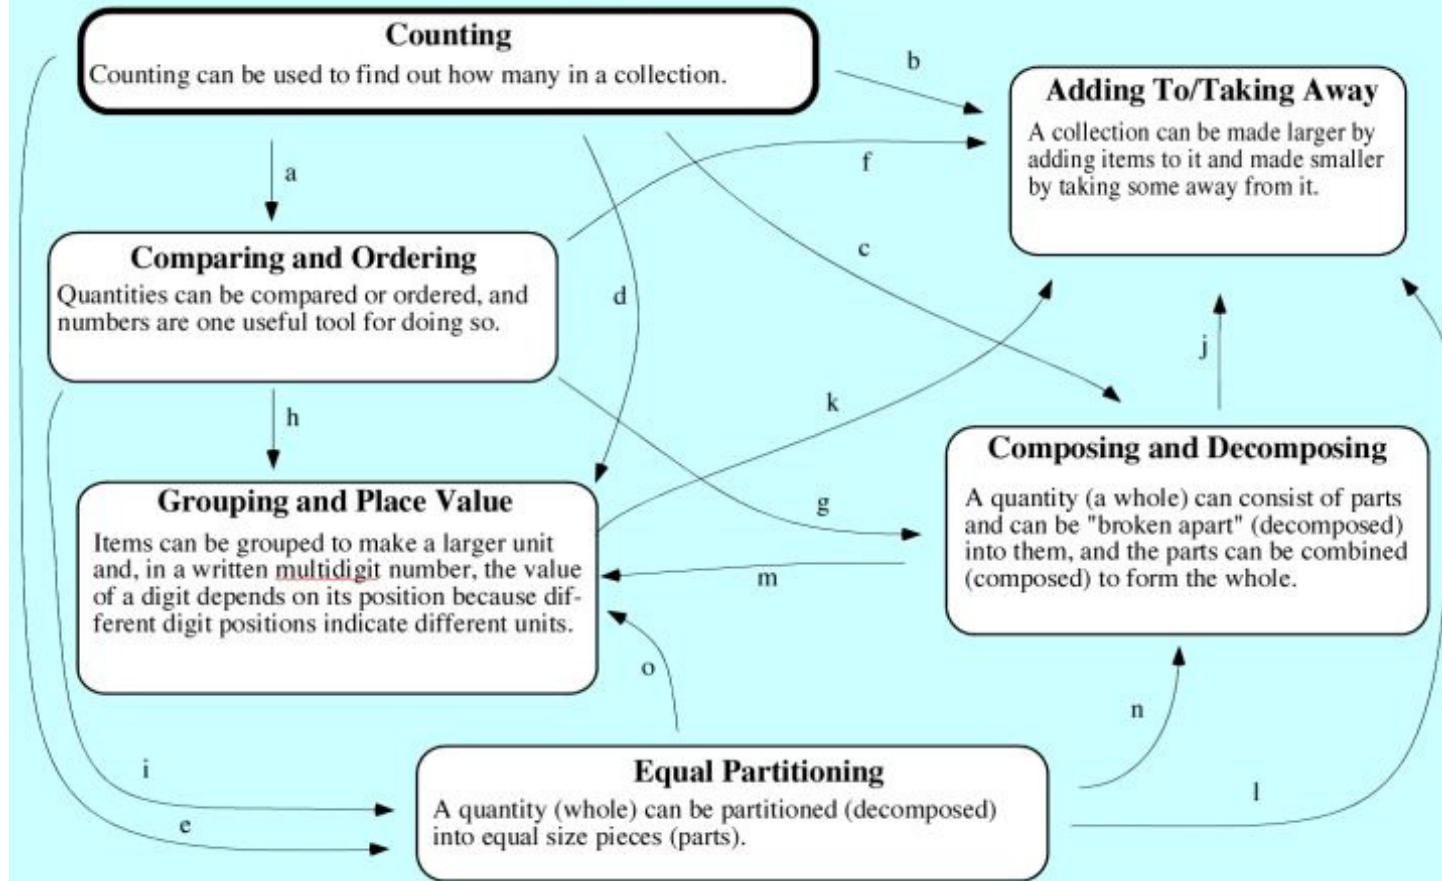 Counting
Counting can be used to find out how many in a collection.
b
Adding To/Taking Away
A collection can be made larger by
adding items to it and made smaller
by taking some away from it.
a
f
c
d
Comparing and Ordering
Quantities can be compared or ordered, and
numbers are one useful tool for doing so.
j
k
h
g
Composing and Decomposing
A quantity (a whole) can consist of parts
and can be "broken apart" (decomposed)
into them, and the parts can be combined
(composed) to form the whole.
Grouping and Place Value
Items can be grouped to make a larger unit
and, in a written multidigit number, the value
of a digit depends on its position because dif-
ferent digit positions indicate different units.
m
o
n
i
e
l
Equal Partitioning
A quantity (whole) can be partitioned (decomposed)
into equal size pieces (parts).